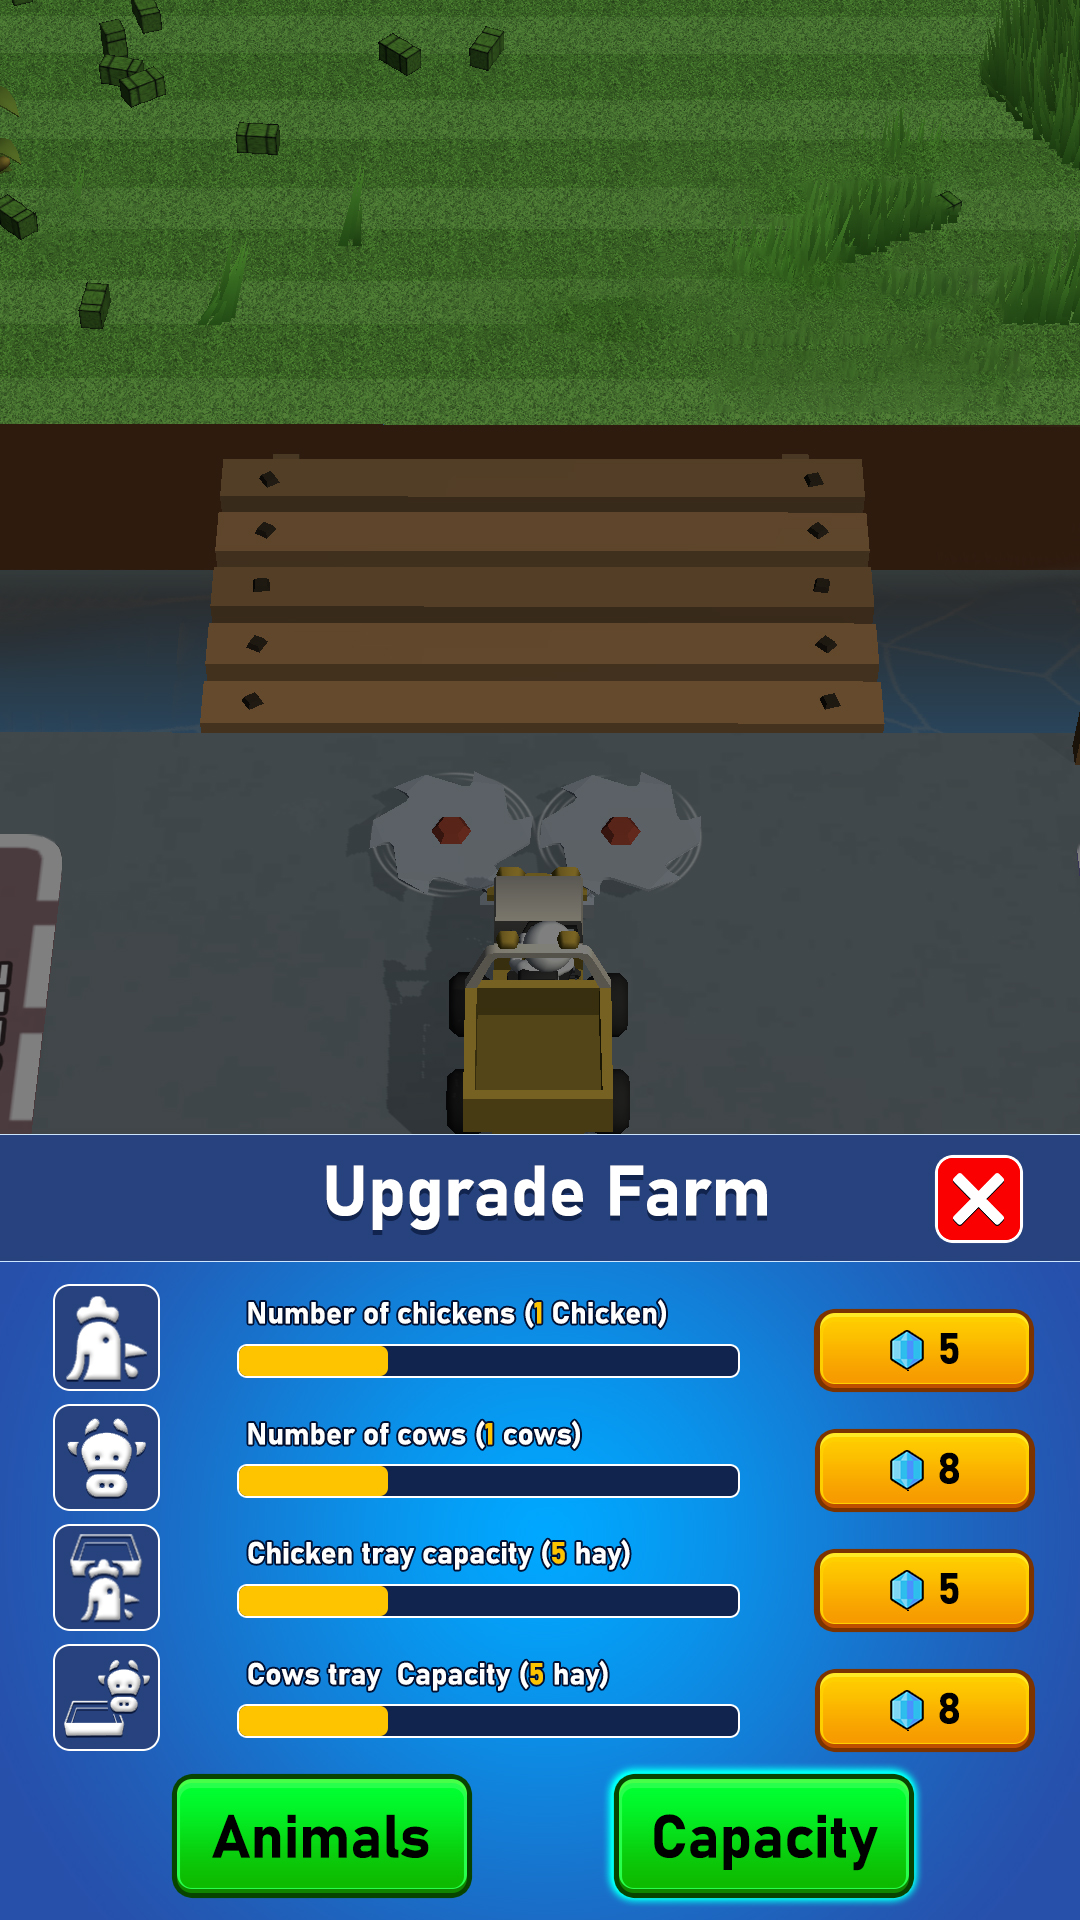 Upgrade Farm
Number of chickens (1 Chicken)
5
Number of cows (1 cows)
8
Chicken tray capacity (5 hay)
5
Cows tray  Capacity (5 hay)
8
Animals
Capacity